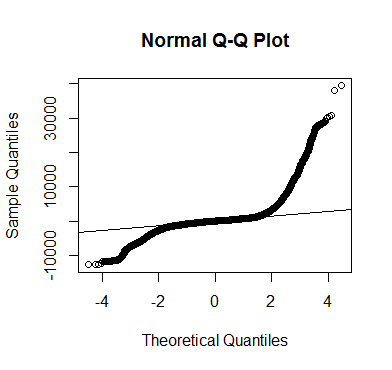 Normal Q-Q Plot
Sample Quantiles
30000
10000
-10000
-4
-2
0
2
4
Theoretical Quantiles